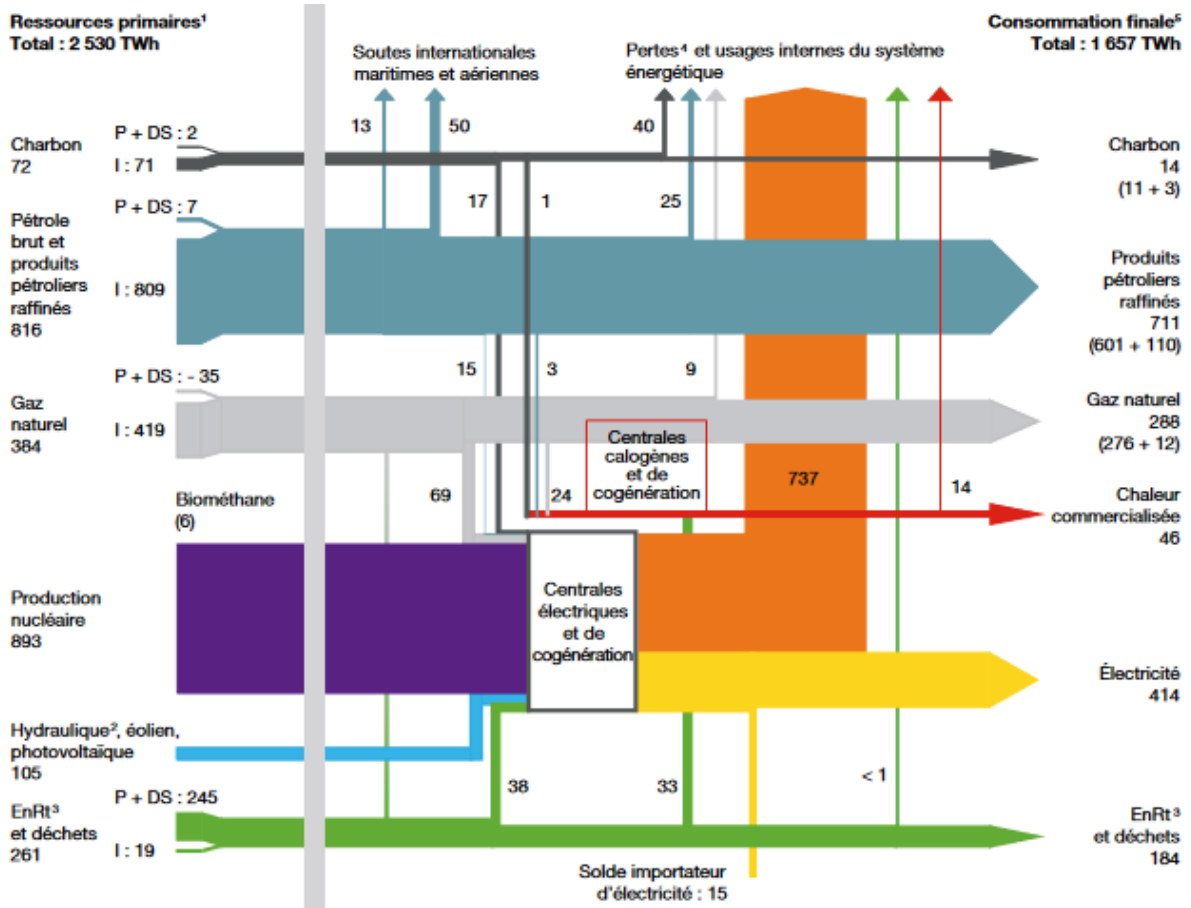 Ressources primaires¹
Total : 2 530 TWh
Consommation finale⁵
Total : 1 657 TWh
Soutes internationales
maritimes et aériennes
Pertes⁴ et usages internes du système
énergétique
13
50
40
P + DS : 2
Charbon
72
I : 71
Charbon
14
(11 + 3)
17
1
25
P + DS : 7
Pétrole
brut et
produits
pétroliers
raffinés
816
I : 809
Produits
pétroliers
raffinés
711
(601 + 110)
15
3
9
P + DS : - 35
Gaz
naturel
384
I : 419
Gaz naturel
288
(276 + 12)
Centrales
calogènes
et de
cogénération
737
Biométhane
(6)
69
24
14
Chaleur
commercialisée
46
Production
nucléaire
893
Centrales
électriques
et de
cogénération
Électricité
414
Hydraulique², éolien,
photovoltaïque
105
38
33
< 1
P + DS : 245
EnRt³
et déchets
261
I : 19
EnRt³
et déchets
184
Solde importateur
d'électricité : 15